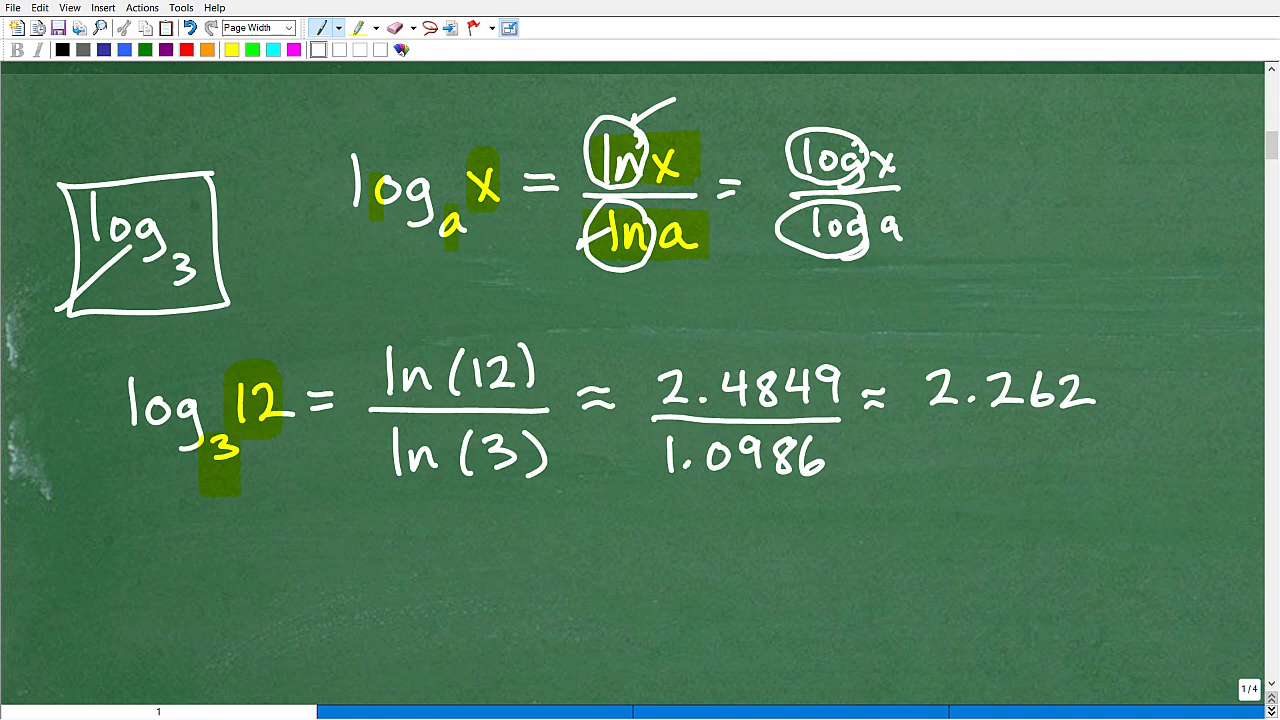 File Edit View Insert Actions Tools Help
Page Width
B I
logₐ x = ln x / ln a = log x / log a
log₃
log₃ 12 = ln(12) / ln(3) ≈ 2.4849 / 1.0986 ≈ 2.262
1/4
1